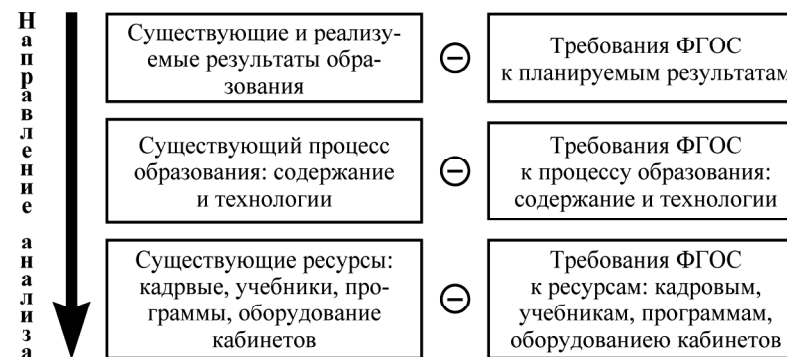 Направление анализа
Существующие и реализу-
емые результаты обра-
зования
Требования ФГОС
к планируемым результатам
Существующий процесс
образования: содержание
и технологии
Требования ФГОС
к процессу образования:
содержание и технологии
Существующие ресурсы:
кадрвые, учебники, про-
граммы, оборудование
кабинетов
Требования ФГОС
к ресурсам: кадровым,
учебникам, программам,
оборудованиею кабинетов